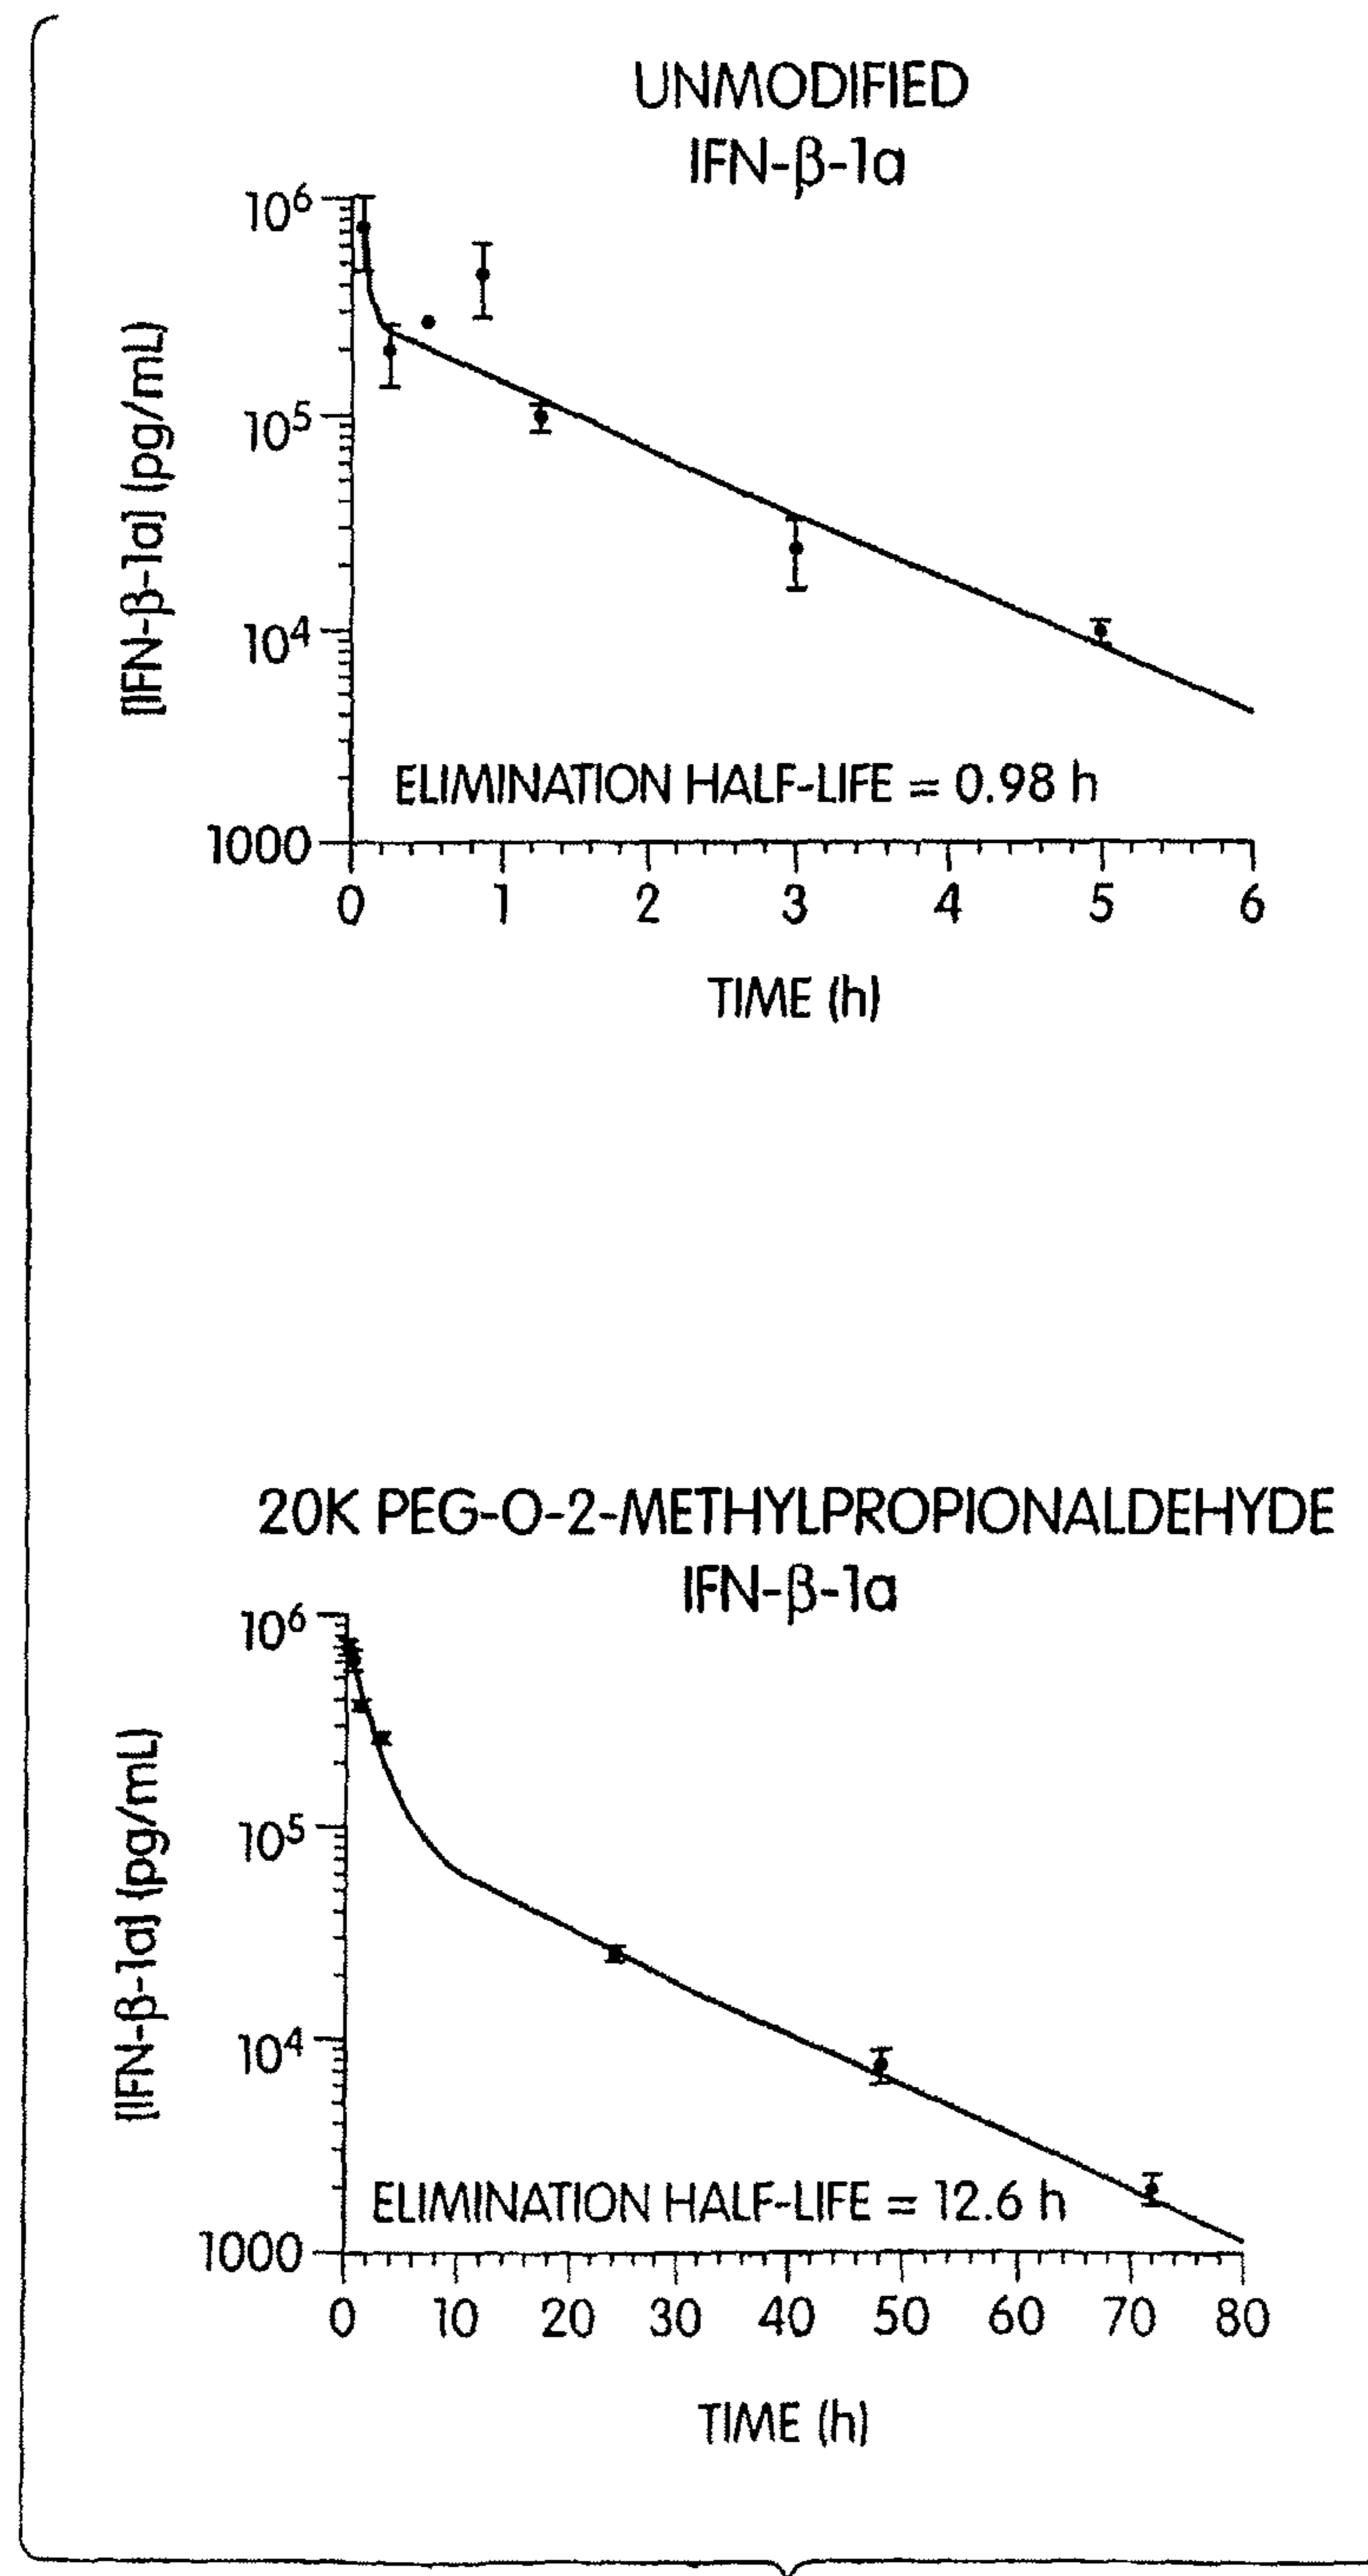 UNMODIFIED
IFN-β-1a
[IFN-β-1a] (pg/mL)
10⁶
10⁵
10⁴
1000
ELIMINATION HALF-LIFE = 0.98 h
0 1 2 3 4 5 6
TIME (h)
20K PEG-O-2-METHYLPROPIONALDEHYDE
IFN-β-1a
[IFN-β-1a] (pg/mL)
10⁶
10⁵
10⁴
1000
ELIMINATION HALF-LIFE = 12.6 h
0 10 20 30 40 50 60 70 80
TIME (h)